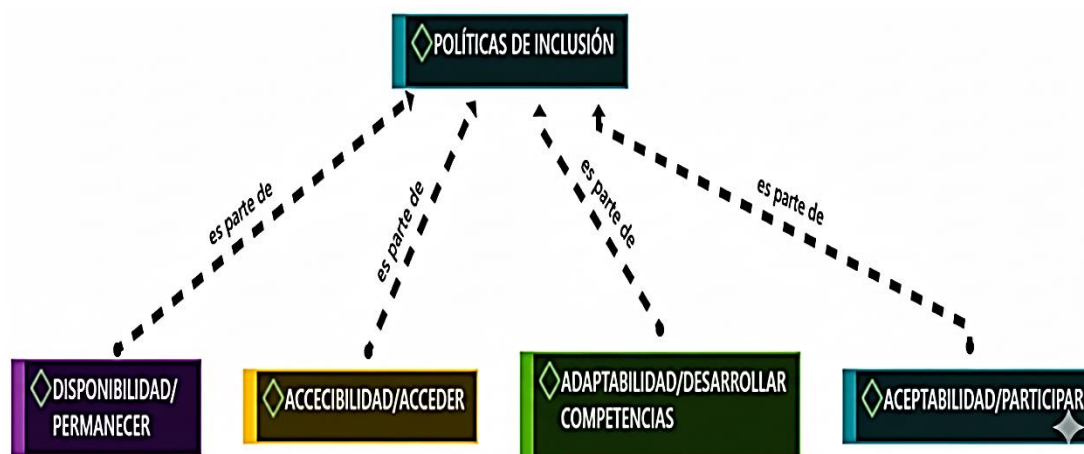 POLÍTICAS DE INCLUSIÓN
es parte de
es parte de
es parte de
es parte de
DISPONIBILIDAD/
PERMANECER
ACCECIBILIDAD/ACCEDER
ADAPTABILIDAD/DESARROLLAR
COMPETENCIAS
ACEPTABILIDAD/PARTICIPAR